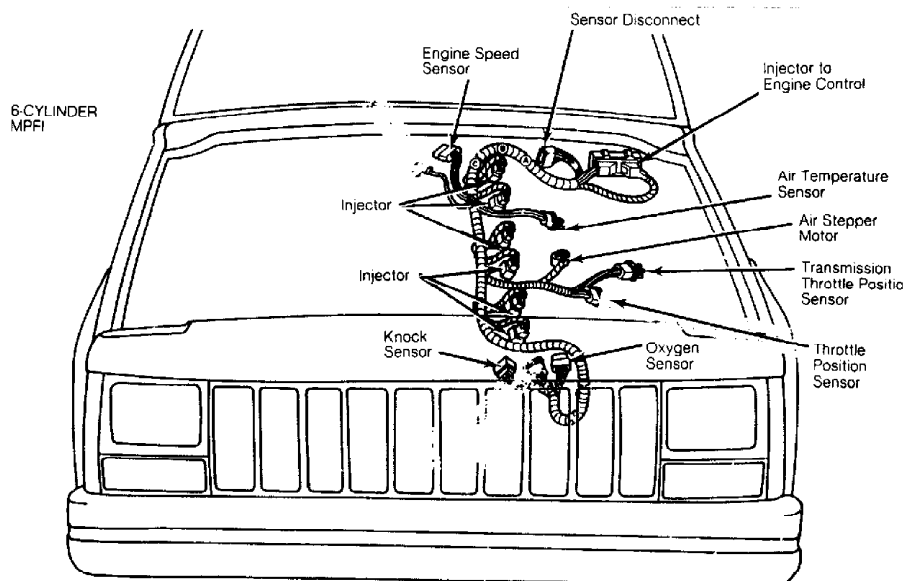 Sensor Disconnect
Engine Speed
Sensor
Injector to
Engine Control
6-CYLINDER
MPFI
Air Temperature
Sensor
Injector
Air Stepper
Motor
Injector
Transmission
Throttle Positio
Sensor
Knock
Sensor
Oxygen
Sensor
Throttle
Position
Sensor